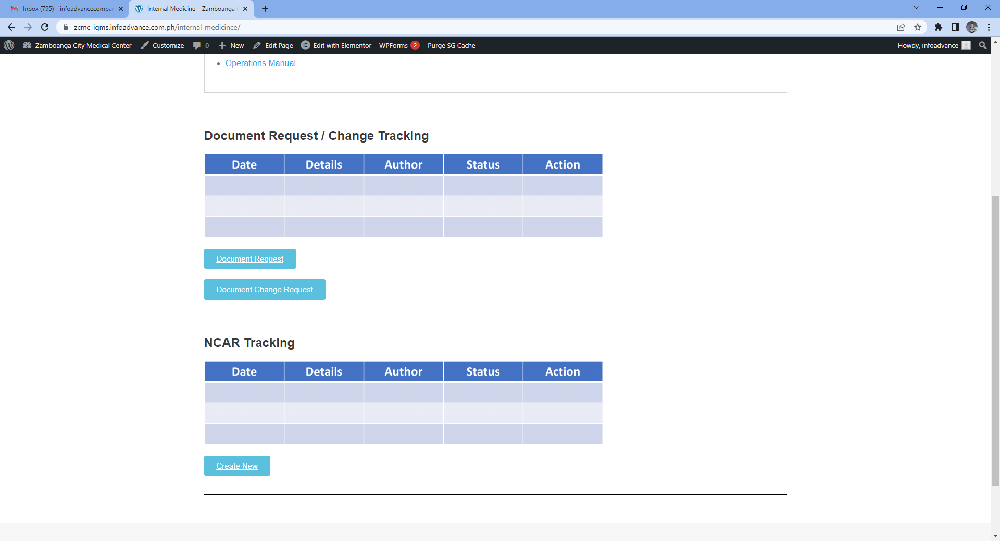 Inbox (795) - infoadvancecompar
Internal Medicine – Zamboanga
zcmc-iqms.infoadvance.com.ph/internal-medicince/
Zamboanga City Medical Center Customize 0 New Edit Page Edit with Elementor WPForms 2 Purge SG Cache Howdy, infoadvance
Operations Manual
Document Request / Change Tracking
Date Details Author Status Action
Document Request
Document Change Request
NCAR Tracking
Date Details Author Status Action
Create New